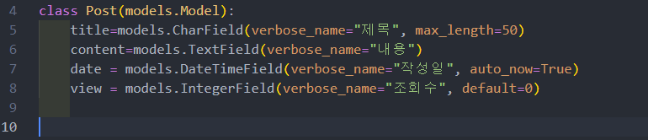 4 class Post(models.Model):
5 title=models.CharField(verbose_name="제목", max_length=50)
6 content=models.TextField(verbose_name="내용")
7 date = models.DateTimeField(verbose_name="작성일", auto_now=True)
8 view = models.IntegerField(verbose_name="조회수", default=0)
9
10